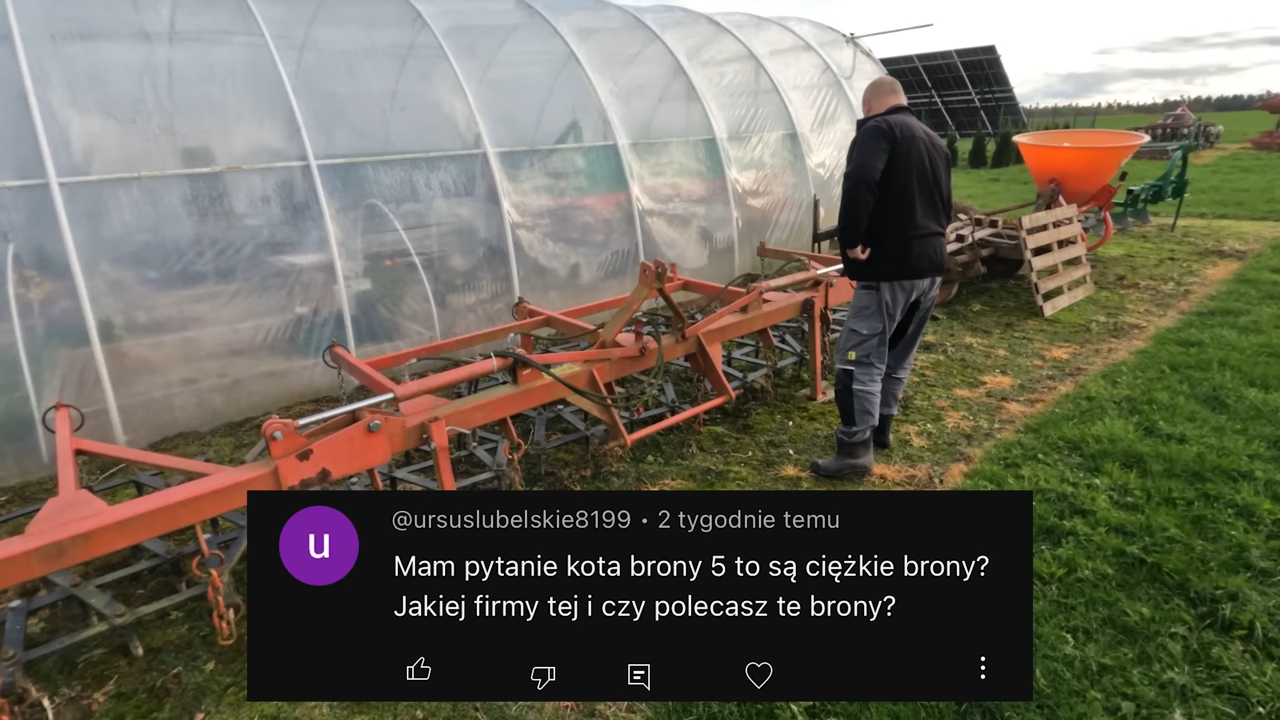 u
@ursuslubelskie8199 • 2 tygodnie temu
Mam pytanie kota brony 5 to są ciężkie brony?
Jakiej firmy tej i czy polecasz te brony?